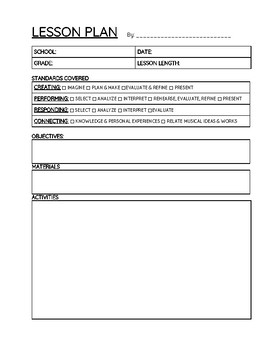 LESSON PLAN By: _ _ _ _ _ _ _ _ _ _ _ _ _ _ _ _ _ _ _ _ _ _ _ _ _ _
SCHOOL: DATE:
GRADE: LESSON LENGTH:
STANDARDS COVERED
CREATING: □ IMAGINE □ PLAN & MAKE □ EVALUATE & REFINE □ PRESENT
PERFORMING: □ SELECT □ ANALYZE □ INTERPRET □ REHEARSE, EVALUATE, REFINE □ PRESENT
RESPONDING: □ SELECT □ ANALYZE □ INTERPRET □ EVALUATE
CONNECTING: □ KNOWLEDGE & PERSONAL EXPERIENCES □ RELATE MUSICAL IDEAS & WORKS
OBJECTIVES:
MATERIALS
ACTIVITIES